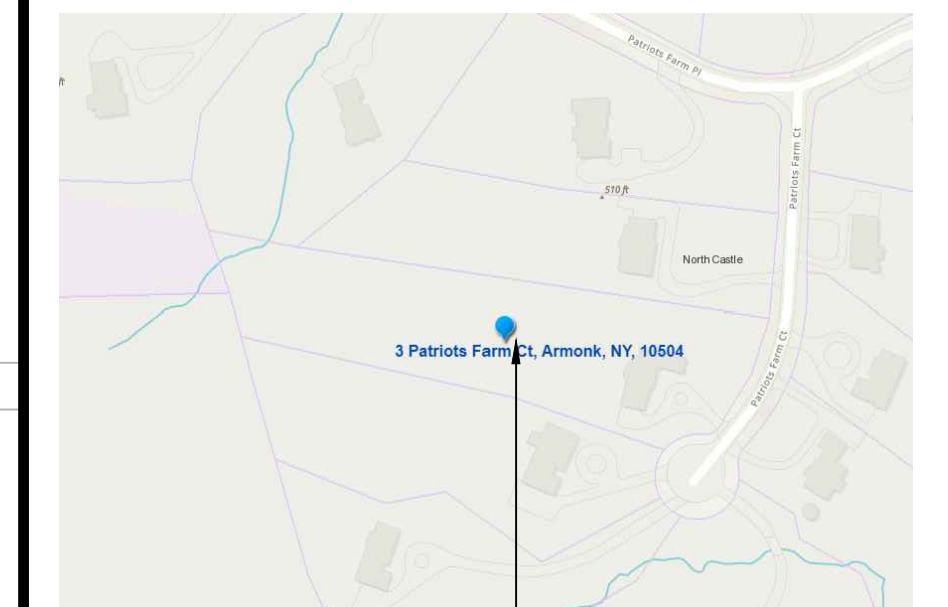 Patriots Farm Pl
ft
510 ft
Patriots Farm Ct
North Castle
3 Patriots Farm Ct, Armonk, NY, 10504
Patriots Farm Ct